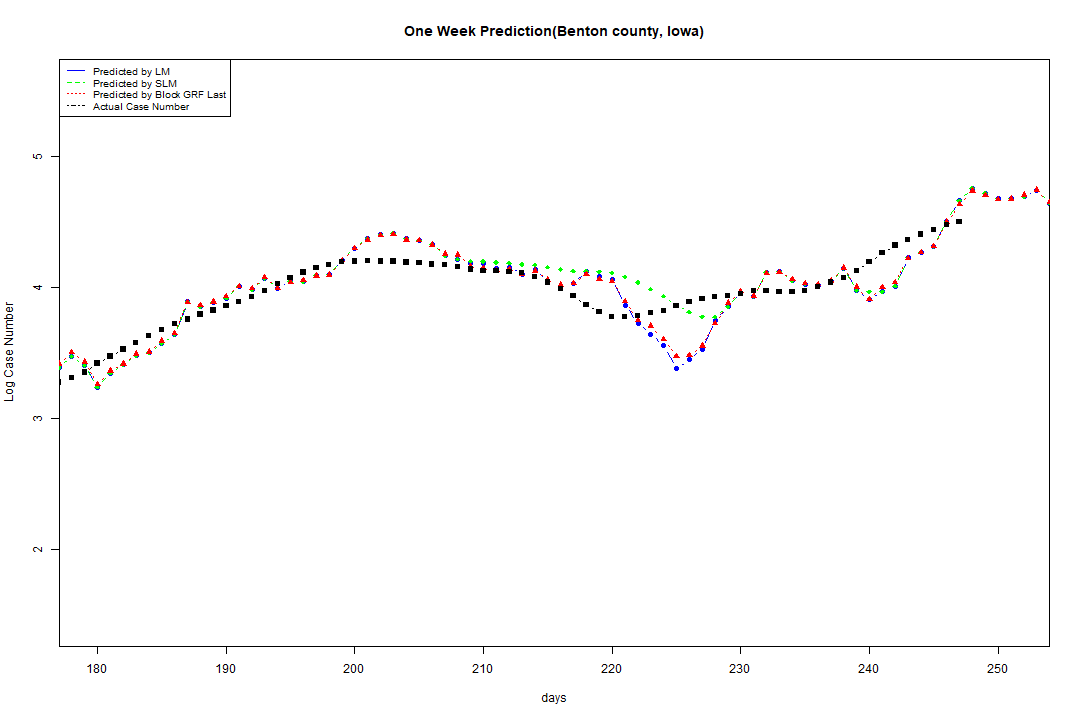 One Week Prediction(Benton county, Iowa)
Predicted by LM
Predicted by SLM
Predicted by Block GRF Last
Actual Case Number
Log Case Number
5
4
3
2
180 190 200 210 220 230 240 250
days